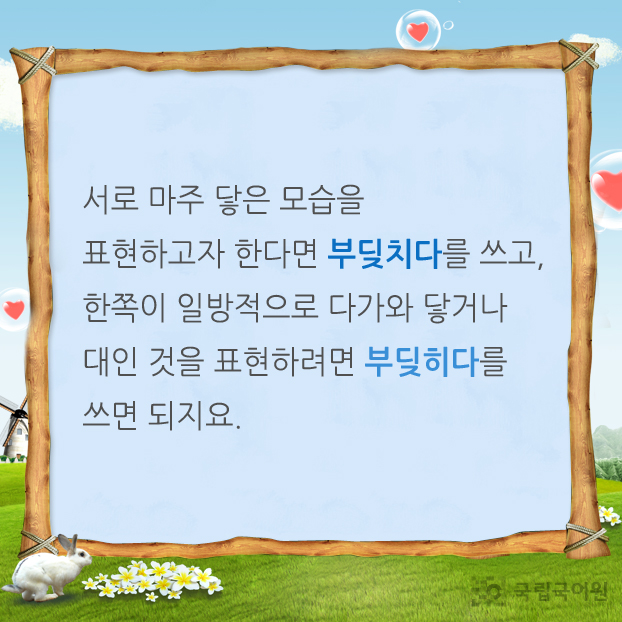 서로 마주 닿은 모습을
표현하고자 한다면 부딪치다를 쓰고,
한쪽이 일방적으로 다가와 닿거나
대인 것을 표현하려면 부딪히다를
쓰면 되지요.
국립국어원